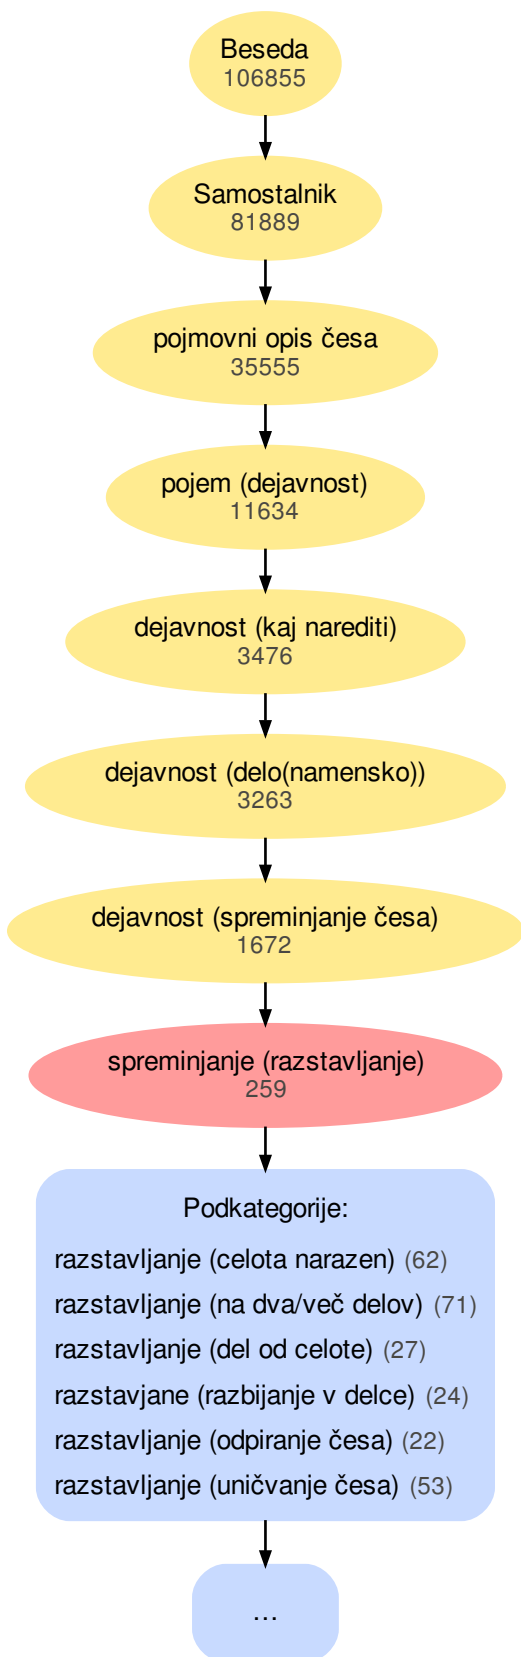 Beseda
106855
Samostalnik
81889
pojmovni opis česa
35555
pojem (dejavnost)
11634
dejavnost (kaj narediti)
3476
dejavnost (delo(namensko))
3263
dejavnost (spreminjanje česa)
1672
spreminjanje (razstavljanje)
259
Podkategorije:
razstavljanje (celota narazen) (62)
razstavljanje (na dva/več delov) (71)
razstavljanje (del od celote) (27)
razstavjane (razbijanje v delce) (24)
razstavljanje (odpiranje česa) (22)
razstavljanje (uničvanje česa) (53)
...